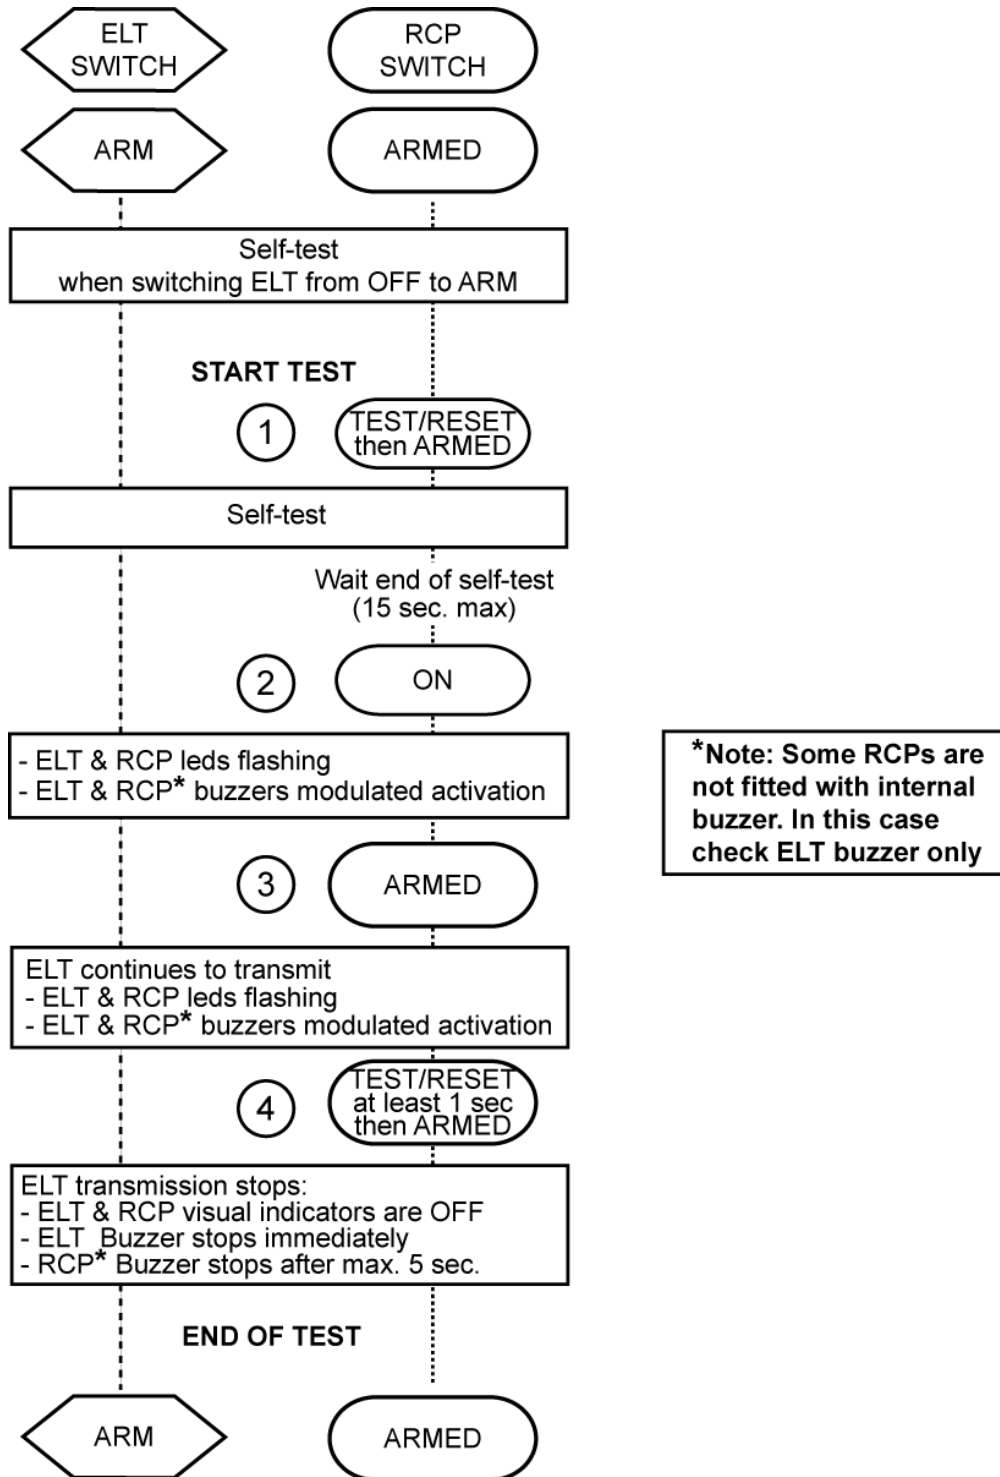 ELT
SWITCH
RCP
SWITCH
ARM
ARMED
Self-test
when switching ELT from OFF to ARM
START TEST
1
TEST/RESET
then ARMED
Self-test
Wait end of self-test
(15 sec. max)
2
ON
- ELT & RCP leds flashing
- ELT & RCP* buzzers modulated activation
*Note: Some RCPs are
not fitted with internal
buzzer. In this case
check ELT buzzer only
3
ARMED
ELT continues to transmit
- ELT & RCP leds flashing
- ELT & RCP* buzzers modulated activation
4
TEST/RESET
at least 1 sec
then ARMED
ELT transmission stops:
- ELT & RCP visual indicators are OFF
- ELT  Buzzer stops immediately
- RCP* Buzzer stops after max. 5 sec.
END OF TEST
ARM
ARMED